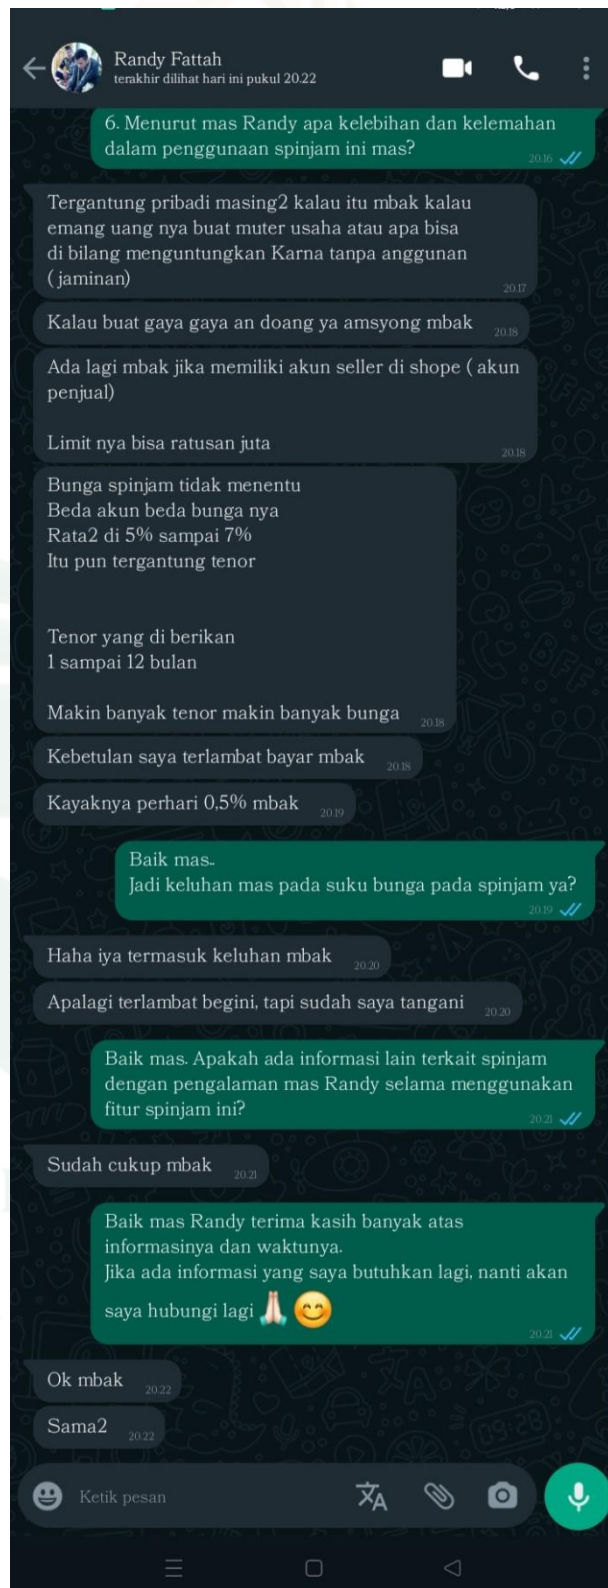 Randy Fattah
terakhir dilihat hari ini pukul 20.22
6. Menurut mas Randy apa kelebihan dan kelemahan
dalam penggunaan spinjam ini mas?
20.16
Tergantung pribadi masing2 kalau itu mbak kalau
emang uang nya buat muter usaha atau apa bisa
di bilang menguntungkan Karna tanpa anggunan
( jaminan)
20.17
Kalau buat gaya gaya an doang ya amsyong mbak
20.18
Ada lagi mbak jika memiliki akun seller di shope ( akun
penjual)
Limit nya bisa ratusan juta
20.18
Bunga spinjam tidak menentu
Beda akun beda bunga nya
Rata2 di 5% sampai 7%
Itu pun tergantung tenor
Tenor yang di berikan
1 sampai 12 bulan
Makin banyak tenor makin banyak bunga
20.18
Kebetulan saya terlambat bayar mbak
20.18
Kayaknya perhari 0,5% mbak
20.19
Baik mas..
Jadi keluhan mas pada suku bunga pada spinjam ya?
20.19
Haha iya termasuk keluhan mbak
20.20
Apalagi terlambat begini, tapi sudah saya tangani
20.20
Baik mas. Apakah ada informasi lain terkait spinjam
dengan pengalaman mas Randy selama menggunakan
fitur spinjam ini?
20.21
Sudah cukup mbak
20.21
Baik mas Randy terima kasih banyak atas
informasinya dan waktunya.
Jika ada informasi yang saya butuhkan lagi, nanti akan
saya hubungi lagi 🙏🏻 😊
20.21
Ok mbak
20.22
Sama2
20.22
Ketik pesan